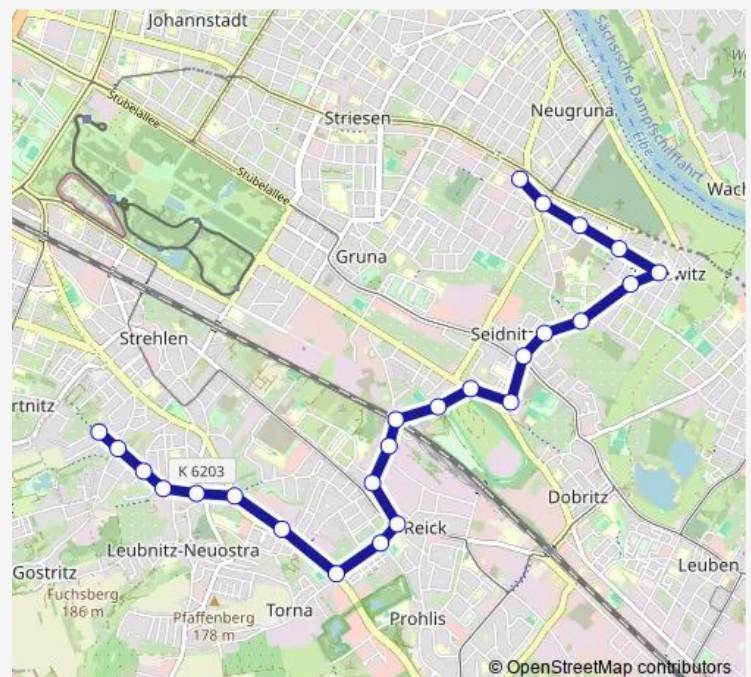 Johannstadt
Stübelallee
Striesen
Neugruna
Sächsische Dampfschifffahrt
Elbe
Stübelallee
Wach
Gruna
witz
Seidnitz
Strehlen
rtnitz
K 6203
Dobritz
Reick
Leubnitz-Neuostra
Gostritz
Leuben
Fuchsberg
186 m
Pfaffenberg
178 m
Torna
Prohlis
© OpenStreetMap contributors